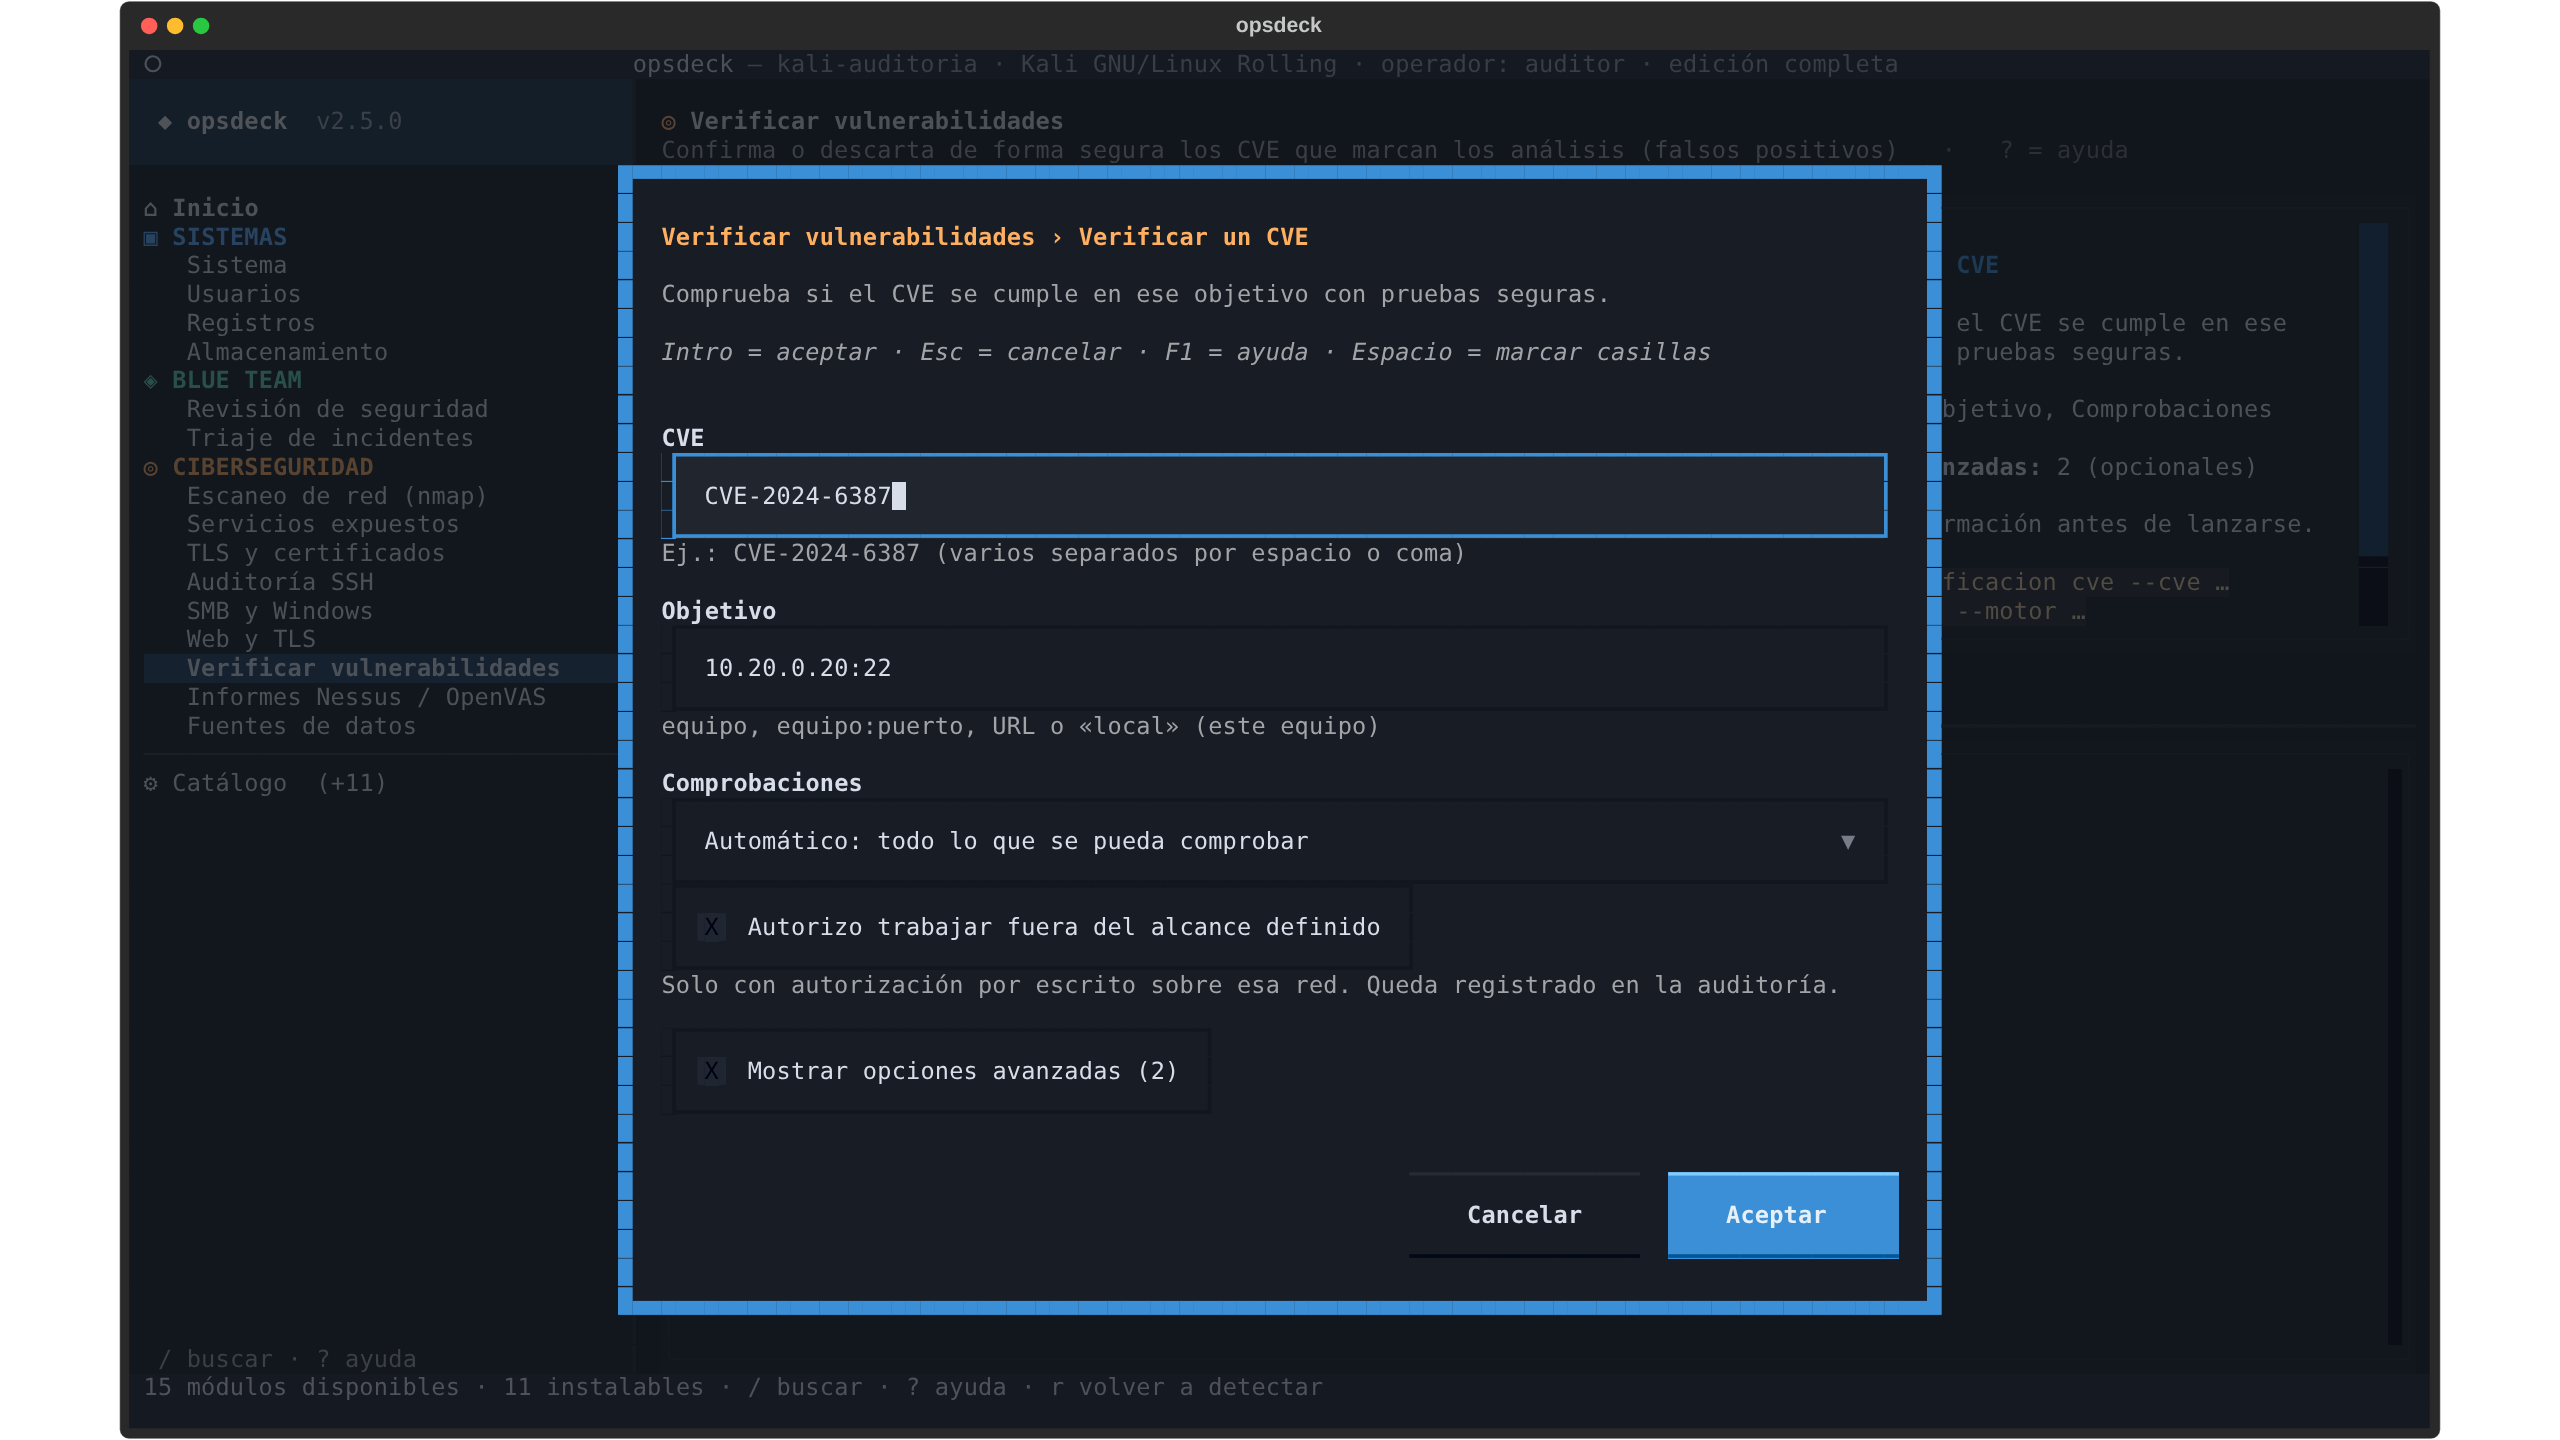 opsdeck
opsdeck — kali-auditoria · Kali GNU/Linux Rolling · operador: auditor · edición completa
◆ opsdeck v2.5.0
⌂ Inicio
▣ SISTEMAS
Sistema
Usuarios
Registros
Almacenamiento
◈ BLUE TEAM
Revisión de seguridad
Triaje de incidentes
◎ CIBERSEGURIDAD
Escaneo de red (nmap)
Servicios expuestos
TLS y certificados
Auditoría SSH
SMB y Windows
Web y TLS
Verificar vulnerabilidades
Informes Nessus / OpenVAS
Fuentes de datos
⚙ Catálogo (+11)
/ buscar · ? ayuda
◎ Verificar vulnerabilidades
Confirma o descarta de forma segura los CVE que marcan los análisis (falsos positivos) · ? = ayuda
Verificar vulnerabilidades › Verificar un CVE
Comprueba si el CVE se cumple en ese objetivo con pruebas seguras.
Intro = aceptar · Esc = cancelar · F1 = ayuda · Espacio = marcar casillas
CVE
CVE-2024-6387
Ej.: CVE-2024-6387 (varios separados por espacio o coma)
Objetivo
10.20.0.20:22
equipo, equipo:puerto, URL o «local» (este equipo)
Comprobaciones
Automático: todo lo que se pueda comprobar ▼
X Autorizo trabajar fuera del alcance definido
Solo con autorización por escrito sobre esa red. Queda registrado en la auditoría.
X Mostrar opciones avanzadas (2)
Cancelar Aceptar
CVE
el CVE se cumple en ese
pruebas seguras.
bjetivo, Comprobaciones
nzadas: 2 (opcionales)
rmación antes de lanzarse.
ficacion cve --cve …
--motor …
15 módulos disponibles · 11 instalables · / buscar · ? ayuda · r volver a detectar